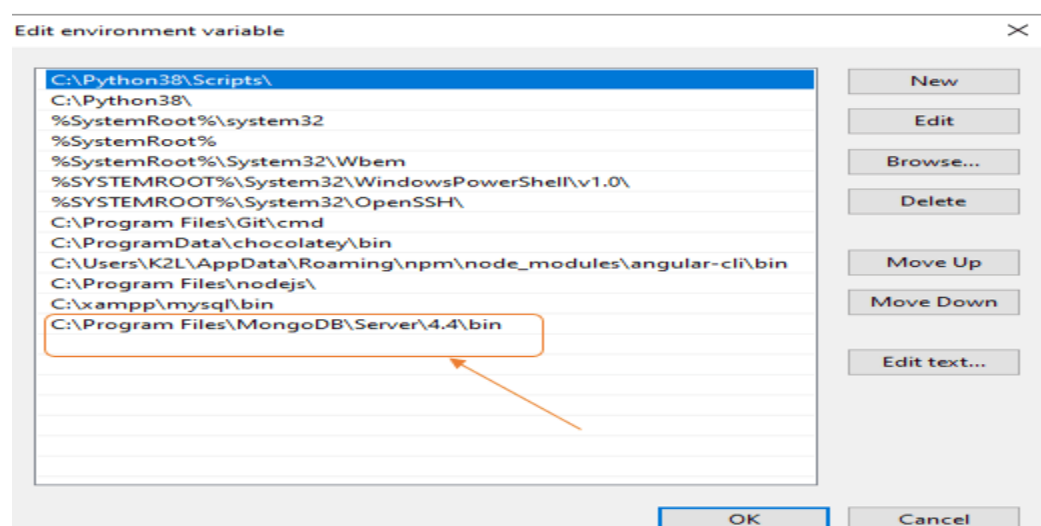 Edit environment variable
C:\Python38\Scripts\
C:\Python38\
%SystemRoot%\system32
%SystemRoot%
%SystemRoot%\System32\Wbem
%SYSTEMROOT%\System32\WindowsPowerShell\v1.0\
%SYSTEMROOT%\System32\OpenSSH\
C:\Program Files\Git\cmd
C:\ProgramData\chocolatey\bin
C:\Users\K2L\AppData\Roaming\npm\node_modules\angular-cli\bin
C:\Program Files\nodejs\
C:\xampp\mysql\bin
C:\Program Files\MongoDB\Server\4.4\bin
New
Edit
Browse...
Delete
Move Up
Move Down
Edit text...
OK
Cancel